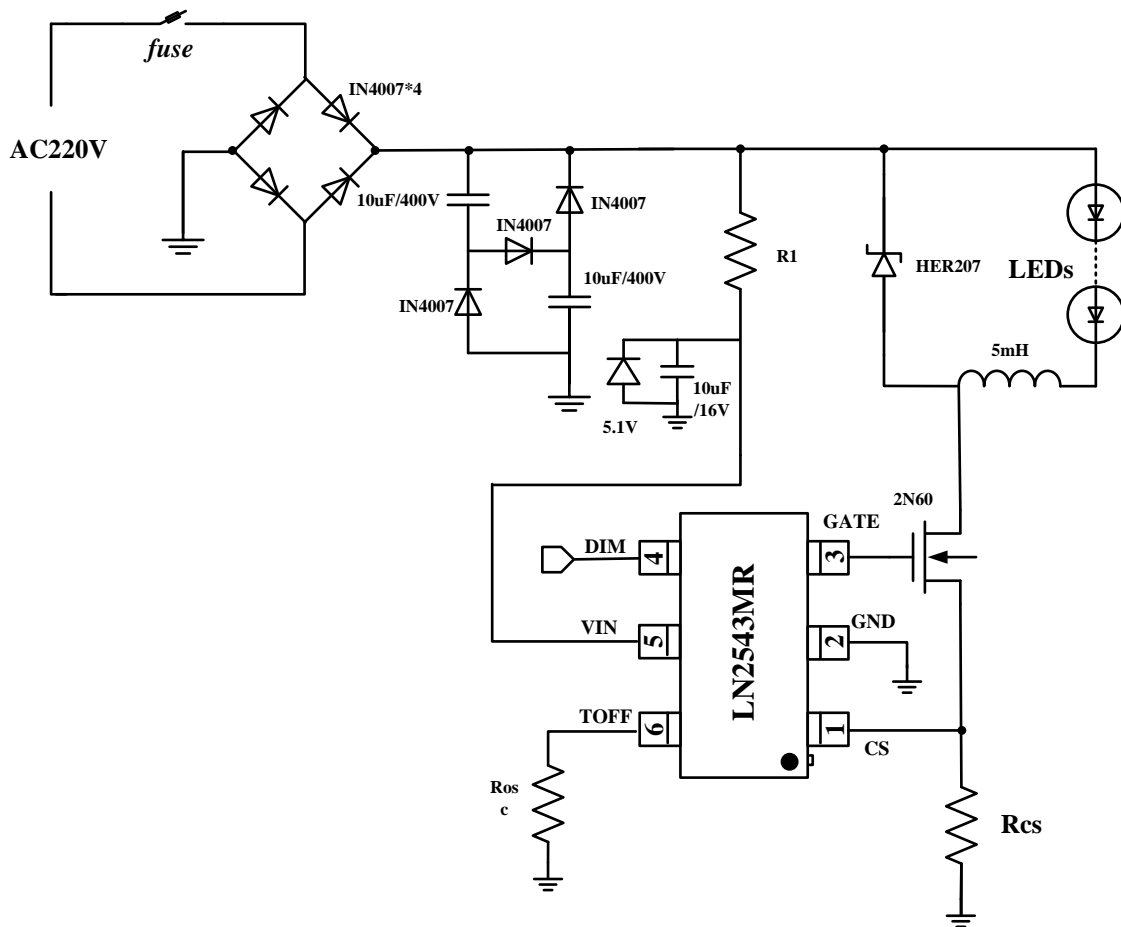 fuse
IN4007*4
AC220V
10uF/400V
IN4007
IN4007
R1
HER207
LEDs
IN4007
10uF/400V
5mH
10uF
/16V
5.1V
2N60
GATE
DIM
4
3
LN2543MR
GND
VIN
5
2
TOFF
6
1
CS
Ros
c
Rcs